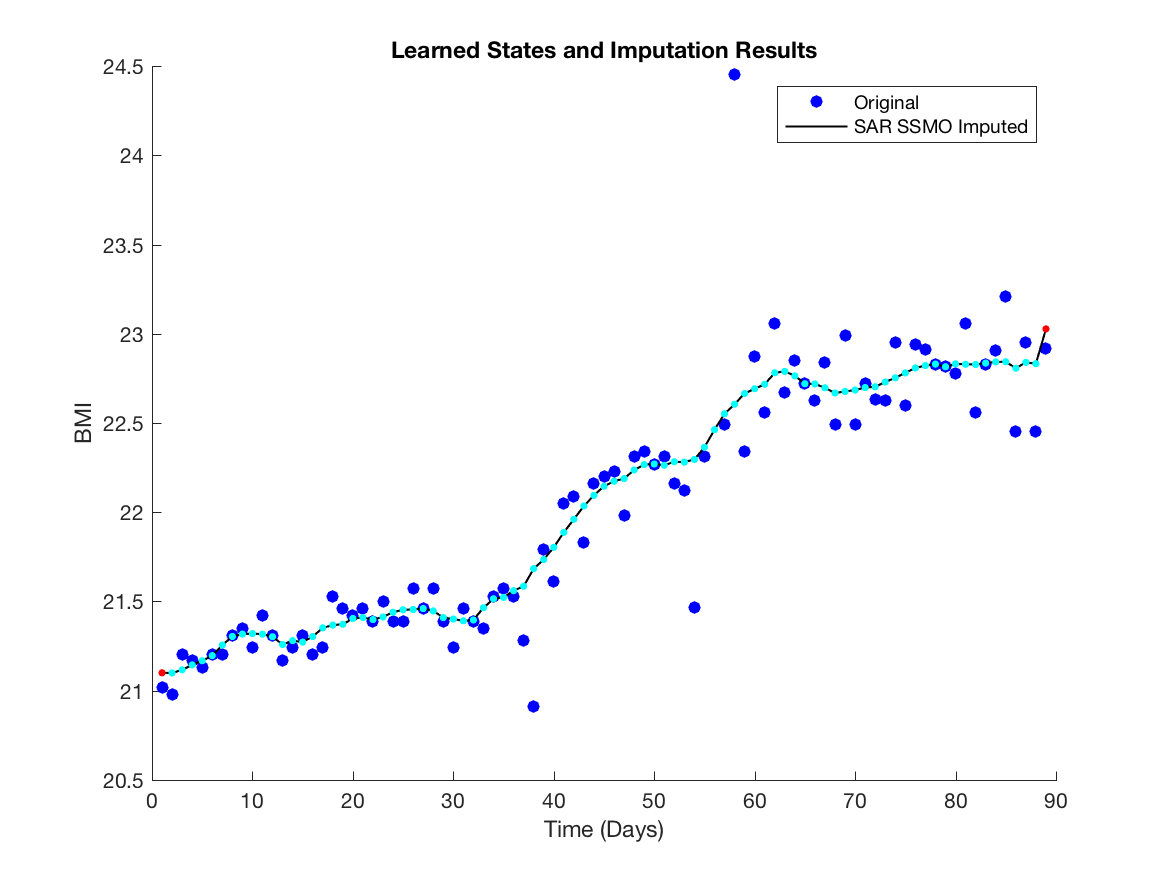 Learned States and Imputation Results
24.5
24
23.5
23
22.5
22
21.5
21
20.5
BMI
Original
SAR SSMO Imputed
0 10 20 30 40 50 60 70 80 90
Time (Days)